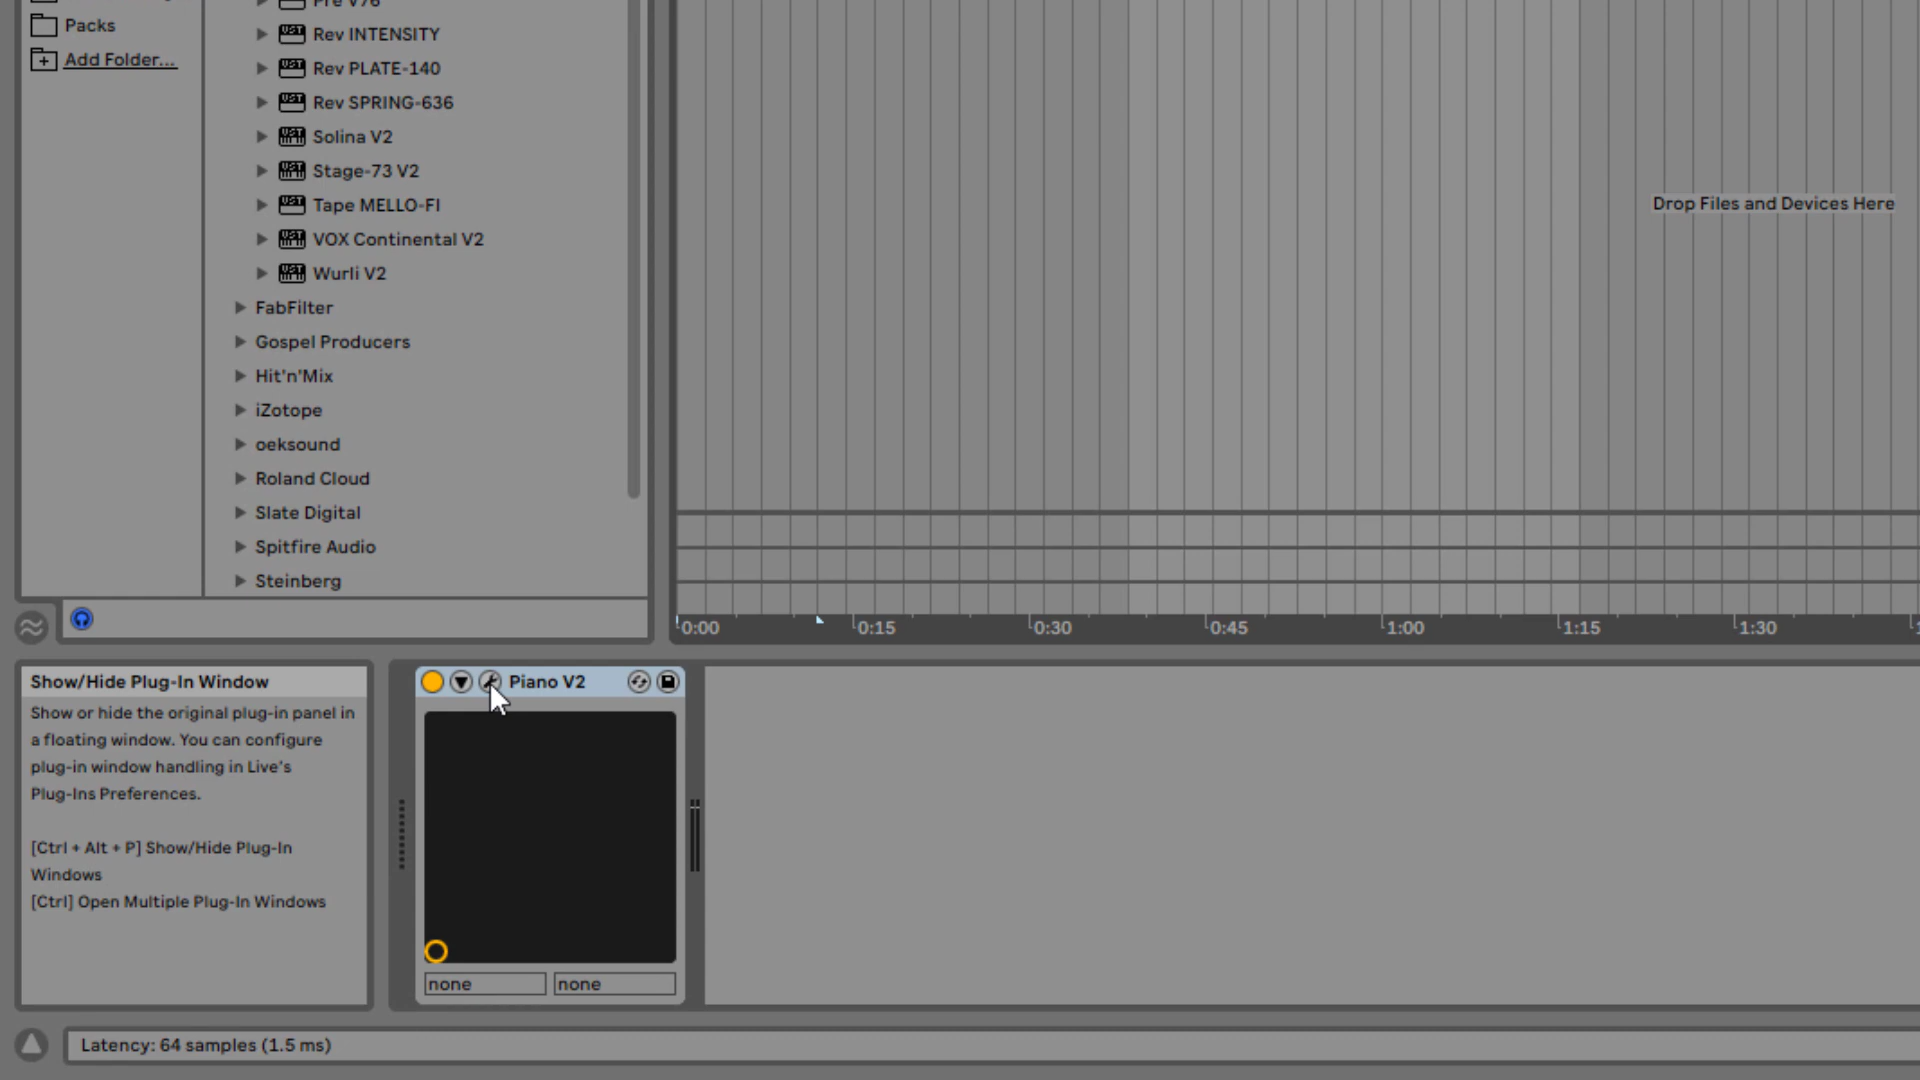 Packs
Add Folder...
Pre V76
Rev INTENSITY
Rev PLATE-140
Rev SPRING-636
Solina V2
Stage-73 V2
Tape MELLO-FI
VOX Continental V2
Wurli V2
FabFilter
Gospel Producers
Hit'n'Mix
iZotope
oeksound
Roland Cloud
Slate Digital
Spitfire Audio
Steinberg
Drop Files and Devices Here
0:00 0:15 0:30 0:45 1:00 1:15 1:30
Show/Hide Plug-In Window
Show or hide the original plug-in panel in
a floating window. You can configure
plug-in window handling in Live's
Plug-Ins Preferences.
[Ctrl + Alt + P] Show/Hide Plug-In
Windows
[Ctrl] Open Multiple Plug-In Windows
Piano V2
none none
Latency: 64 samples (1.5 ms)